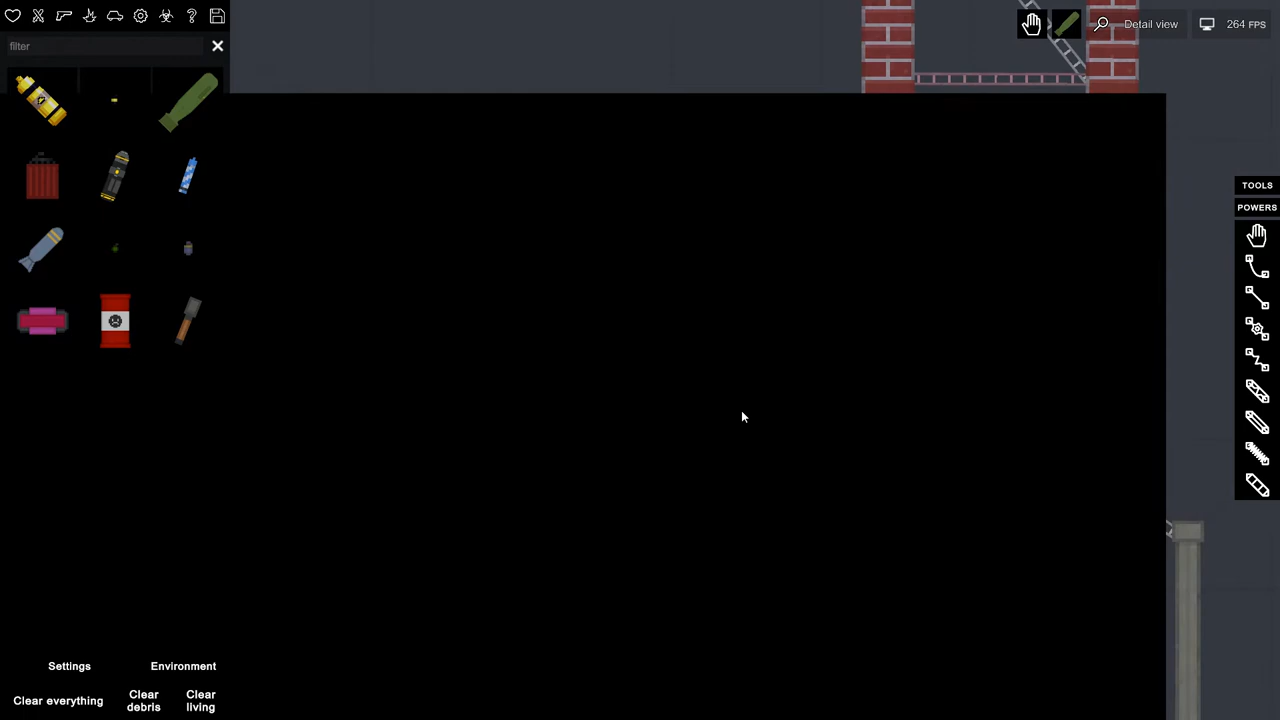 filter
Detail view
264 FPS
TOOLS
POWERS
Settings
Environment
Clear everything
Clear
debris
Clear
living